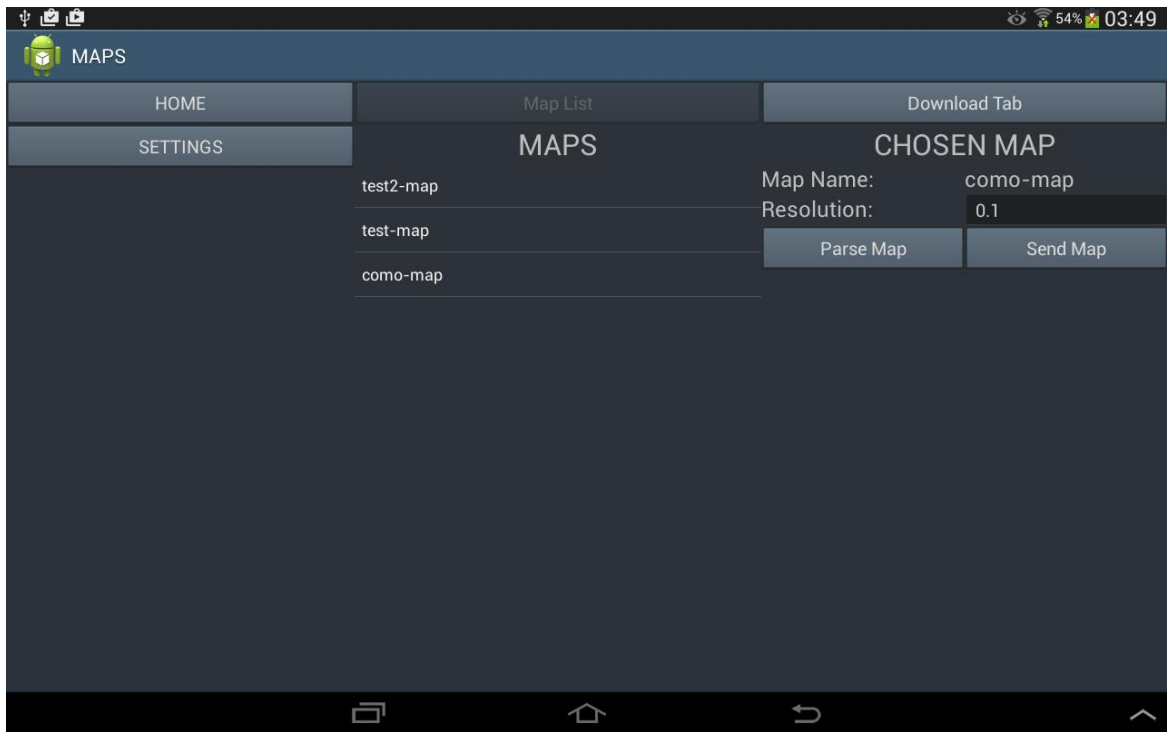 54% 03:49
MAPS
HOME Map List Download Tab
SETTINGS MAPS CHOSEN MAP
test2-map Map Name: como-map
Resolution: 0.1
test-map
Parse Map Send Map
como-map